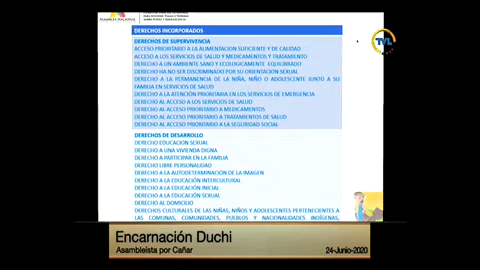 ASAMBLEA NACIONAL
TVL
DERECHOS INCORPORADOS
DERECHOS DE SUPERVIVENCIA
ACCESO PRIORITARIO A LA ALIMENTACION SUFICIENTE Y DE CALIDAD
ACCESO A LOS SERVICIOS DE SALUD Y MEDICAMENTOS Y TRATAMIENTO
DERECHO A UN AMBIENTE SANO Y ECOLOGICAMENTE EQUILIBRADO
DERECHO HA NO SER DISCRIMINADO POR SU ORIENTACION SEXUAL
DERECHO A LA PERMANENCIA DE LA NIÑA, NIÑO O ADOLESCENTE JUNTO A SU
FAMILIA EN SERVICIOS DE SALUD
DERECHO A LA ATENCIÓN PRIORITARIA EN LOS SERVICIOS DE EMERGENCIA
DERECHO AL ACCESO A LOS SERVICIOS DE SALUD
DERECHO AL ACCESO PRIORITARIO A MEDICAMENTOS
DERECHO AL ACCESO PRIORITARIO A TRATAMIENTOS DE SALUD
DERECHO AL ACCESO PRIORITARIO A LA SEGURIDAD SOCIAL
DERECHOS DE DESARROLLO
DERECHO EDUCACION SEXUAL
DERECHO A UNA VIVIENDA DIGNA
DERECHO A PARTICIPAR EN LA FAMILIA
DERECHO LIBRE PERSONALIDAD
DERECHO A LA AUTODETERMINACIÓN DE LA IMAGEN
DERECHO A LA EDUCACIÓN INTERCULTURAL
DERECHO A LA EDUCACIÓN INICIAL
DERECHO A LA EDUCACIÓN SEXUAL
DERECHO AL DOMICILIO
DERECHOS CULTURALES DE LAS NIÑAS, NIÑOS Y ADOLESCENTES PERTENECIENTES A
LAS COMUNAS, COMUNIDADES, PUEBLOS Y NACIONALIDADES INDÍGENAS,
Encarnación Duchi
Asambleísta por Cañar
24-Junio-2020